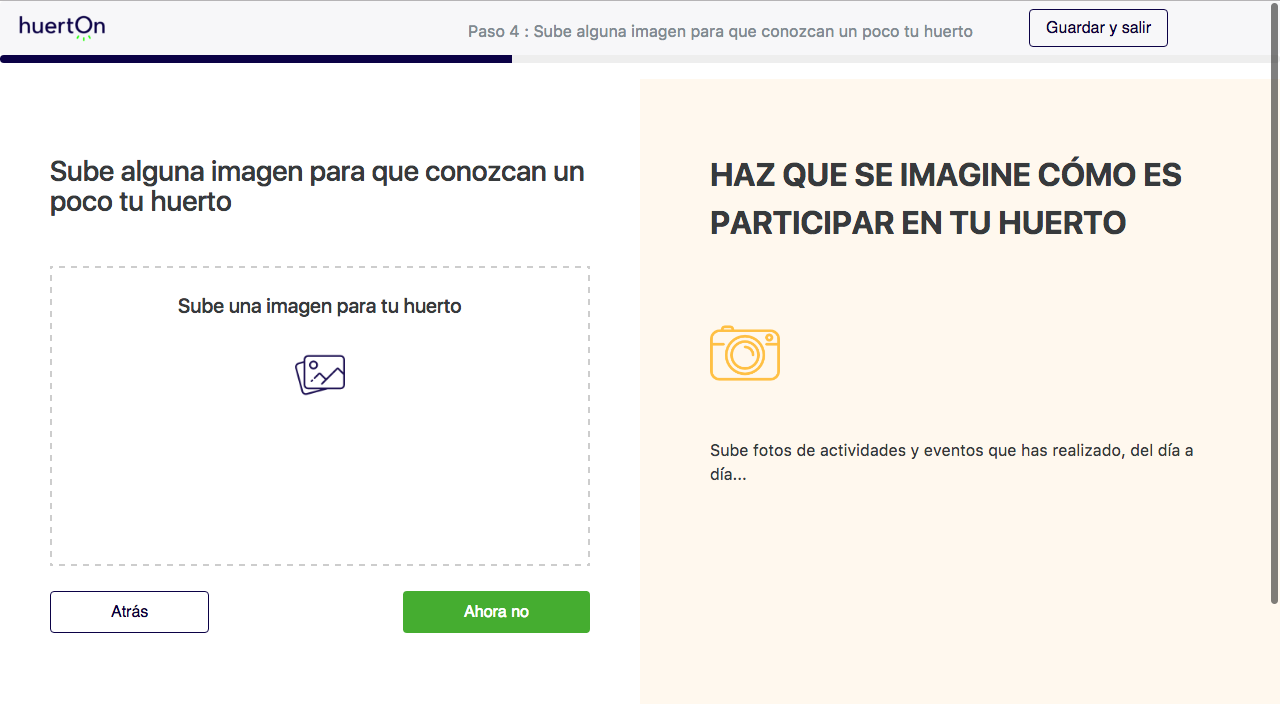 huertOn
Paso 4 : Sube alguna imagen para que conozcan un poco tu huerto
Guardar y salir
Sube alguna imagen para que conozcan un
poco tu huerto
Sube una imagen para tu huerto
Atrás
Ahora no
HAZ QUE SE IMAGINE CÓMO ES
PARTICIPAR EN TU HUERTO
Sube fotos de actividades y eventos que has realizado, del día a
día...